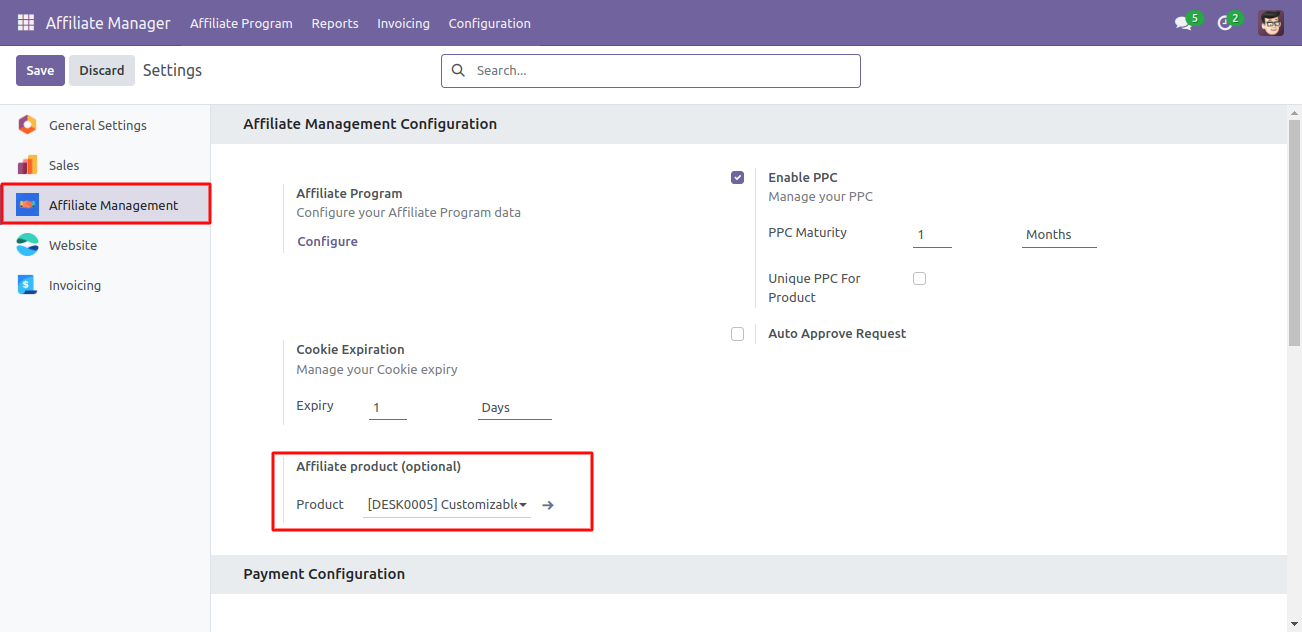 Affiliate Manager Affiliate Program Reports Invoicing Configuration 5 2
Save Discard Settings Search...
General Settings
Sales
Affiliate Management
Website
Invoicing
Affiliate Management Configuration
Affiliate Program
Configure your Affiliate Program data
Configure
Enable PPC
Manage your PPC
PPC Maturity 1 Months
Unique PPC For
Product
Auto Approve Request
Cookie Expiration
Manage your Cookie expiry
Expiry 1 Days
Affiliate product (optional)
Product [DESK0005] Customizable
Payment Configuration